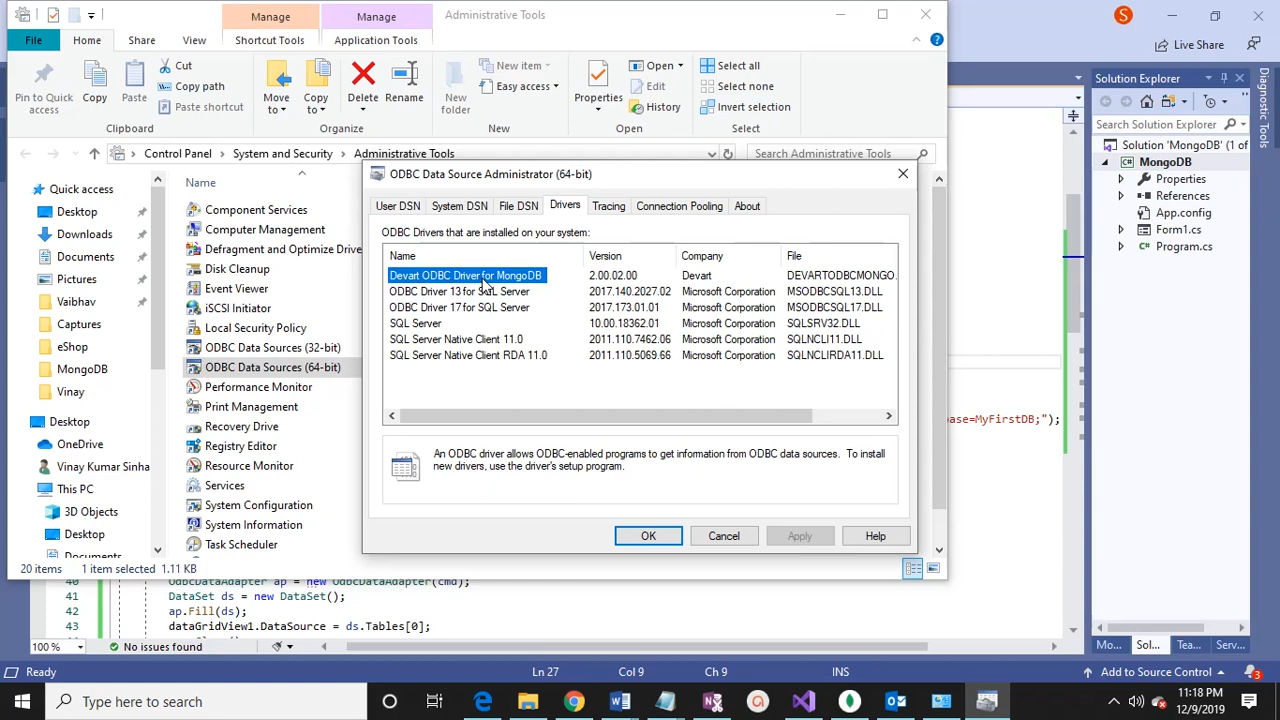 Manage
Manage
Administrative Tools
S
File
Home
Share
View
Shortcut Tools
Application Tools
Live Share
Pin to Quick access
Copy
Paste
Cut
Copy path
Paste shortcut
Clipboard
Move to
Copy to
Delete
Rename
Organize
New folder
New item
Easy access
New
Properties
Open
Edit
History
Open
Select all
Select none
Invert selection
Select
Control Panel
System and Security
Administrative Tools
Search Administrative Tools
Quick access
Desktop
Downloads
Documents
Pictures
Vaibhav
Captures
eShop
MongoDB
Vinay
Desktop
OneDrive
Vinay Kumar Sinha
This PC
3D Objects
Desktop
Documents
Name
Component Services
Computer Management
Defragment and Optimize Drive
Disk Cleanup
Event Viewer
iSCSI Initiator
Local Security Policy
ODBC Data Sources (32-bit)
ODBC Data Sources (64-bit)
Performance Monitor
Print Management
Recovery Drive
Registry Editor
Resource Monitor
Services
System Configuration
System Information
Task Scheduler
20 items 1 item selected 1.11 KB
ODBC Data Source Administrator (64-bit)
User DSN System DSN File DSN Drivers Tracing Connection Pooling About
ODBC Drivers that are installed on your system:
Name Version Company File
Devart ODBC Driver for MongoDB 2.00.02.00 Devart DEVARTODBCMONGO.
ODBC Driver 13 for SQL Server 2017.140.2027.02 Microsoft Corporation MSODBCSQL13.DLL
ODBC Driver 17 for SQL Server 2017.173.01.01 Microsoft Corporation MSODBCSQL17.DLL
SQL Server 10.00.18362.01 Microsoft Corporation SQLSRV32.DLL
SQL Server Native Client 11.0 2011.110.7462.06 Microsoft Corporation SQLNCLI11.DLL
SQL Server Native Client RDA 11.0 2011.110.5069.66 Microsoft Corporation SQLNCLIRDA11.DLL
An ODBC driver allows ODBC-enabled programs to get information from ODBC data sources. To install
new drivers, use the driver's setup program.
OK Cancel Apply Help
Solution Explorer
Search Solution Explorer
Solution 'MongoDB' (1 of
MongoDB
Properties
References
App.config
Form1.cs
Program.cs
Diagnostic Tools
base=MyFirstDB;");
40 OdbcDataAdapter ap = new OdbcDataAdapter(cmd);
41 DataSet ds = new DataSet();
42 ap.Fill(ds);
43 dataGridView1.DataSource = ds.Tables[0];
100 % No issues found
Mo... Sol... Tea... Serv...
Ready Ln 27 Col 9 Ch 9 INS Add to Source Control 3
Type here to search
11:18 PM
12/9/2019